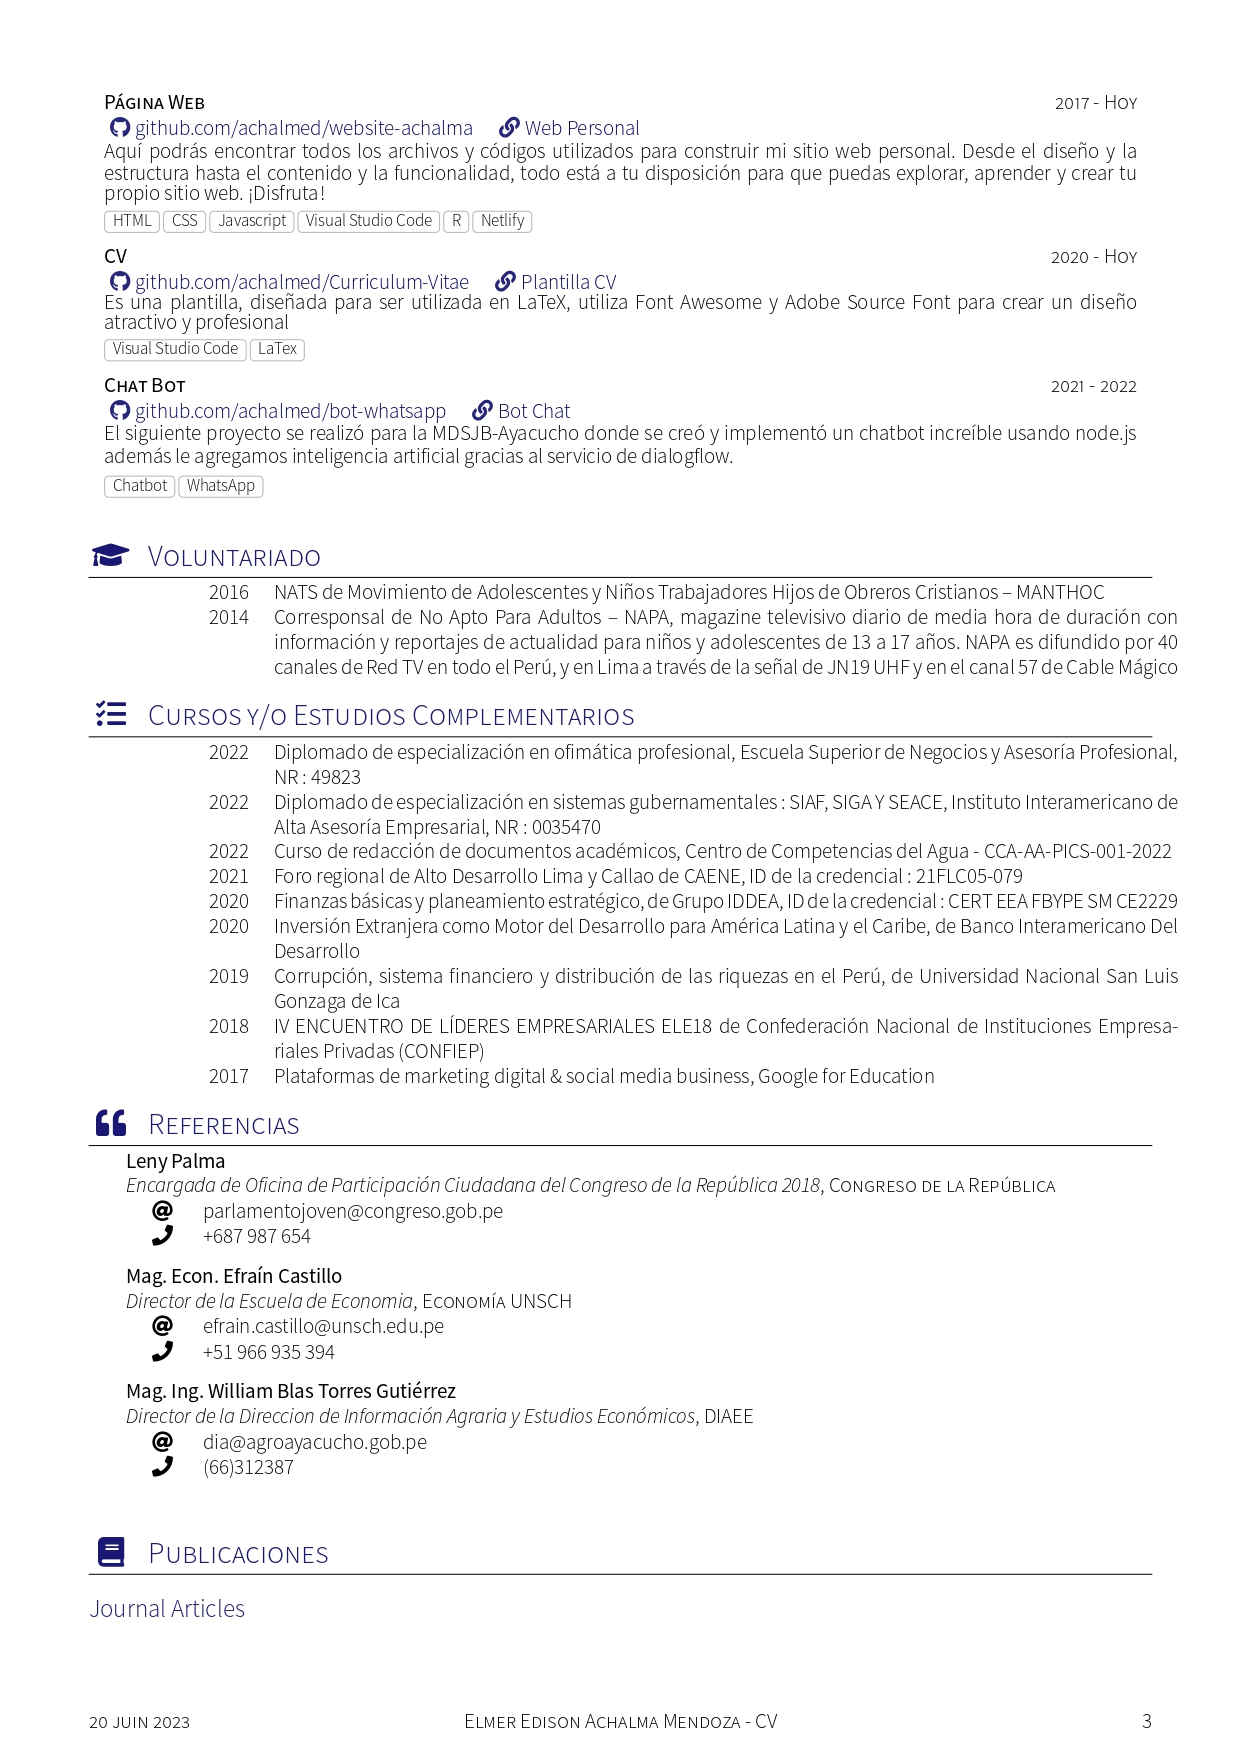 Página Web 2017 - Hoy
github.com/achalmed/website-achalma Web Personal
Aquí podrás encontrar todos los archivos y códigos utilizados para construir mi sitio web personal. Desde el diseño y la
estructura hasta el contenido y la funcionalidad, todo está a tu disposición para que puedas explorar, aprender y crear tu
propio sitio web. ¡Disfruta!
HTML CSS Javascript Visual Studio Code R Netlify
CV 2020 - Hoy
github.com/achalmed/Curriculum-Vitae Plantilla CV
Es una plantilla, diseñada para ser utilizada en LaTeX, utiliza Font Awesome y Adobe Source Font para crear un diseño
atractivo y profesional
Visual Studio Code LaTex
Chat Bot 2021 - 2022
github.com/achalmed/bot-whatsapp Bot Chat
El siguiente proyecto se realizó para la MDSJB-Ayacucho donde se creó y implementó un chatbot increíble usando node.js
además le agregamos inteligencia artificial gracias al servicio de dialogflow.
Chatbot WhatsApp
Voluntariado
2016 NATS de Movimiento de Adolescentes y Niños Trabajadores Hijos de Obreros Cristianos – MANTHOC
2014 Corresponsal de No Apto Para Adultos – NAPA, magazine televisivo diario de media hora de duración con
información y reportajes de actualidad para niños y adolescentes de 13 a 17 años. NAPA es difundido por 40
canales de Red TV en todo el Perú, y en Lima a través de la señal de JN19 UHF y en el canal 57 de Cable Mágico
Cursos y/o Estudios Complementarios
2022 Diplomado de especialización en ofimática profesional, Escuela Superior de Negocios y Asesoría Profesional,
NR : 49823
2022 Diplomado de especialización en sistemas gubernamentales : SIAF, SIGA Y SEACE, Instituto Interamericano de
Alta Asesoría Empresarial, NR : 0035470
2022 Curso de redacción de documentos académicos, Centro de Competencias del Agua - CCA-AA-PICS-001-2022
2021 Foro regional de Alto Desarrollo Lima y Callao de CAENE, ID de la credencial : 21FLC05-079
2020 Finanzas básicas y planeamiento estratégico, de Grupo IDDEA, ID de la credencial : CERT EEA FBYPE SM CE2229
2020 Inversión Extranjera como Motor del Desarrollo para América Latina y el Caribe, de Banco Interamericano Del
Desarrollo
2019 Corrupción, sistema financiero y distribución de las riquezas en el Perú, de Universidad Nacional San Luis
Gonzaga de Ica
2018 IV ENCUENTRO DE LÍDERES EMPRESARIALES ELE18 de Confederación Nacional de Instituciones Empresa-
riales Privadas (CONFIEP)
2017 Plataformas de marketing digital & social media business, Google for Education
Referencias
Leny Palma
Encargada de Oficina de Participación Ciudadana del Congreso de la República 2018, Congreso de la República
parlamentojoven@congreso.gob.pe
+687 987 654
Mag. Econ. Efraín Castillo
Director de la Escuela de Economia, Economía UNSCH
efrain.castillo@unsch.edu.pe
+51 966 935 394
Mag. Ing. William Blas Torres Gutiérrez
Director de la Direccion de Información Agraria y Estudios Económicos, DIAEE
dia@agroayacucho.gob.pe
(66)312387
Publicaciones
Journal Articles
20 juin 2023 Elmer Edison Achalma Mendoza - CV 3